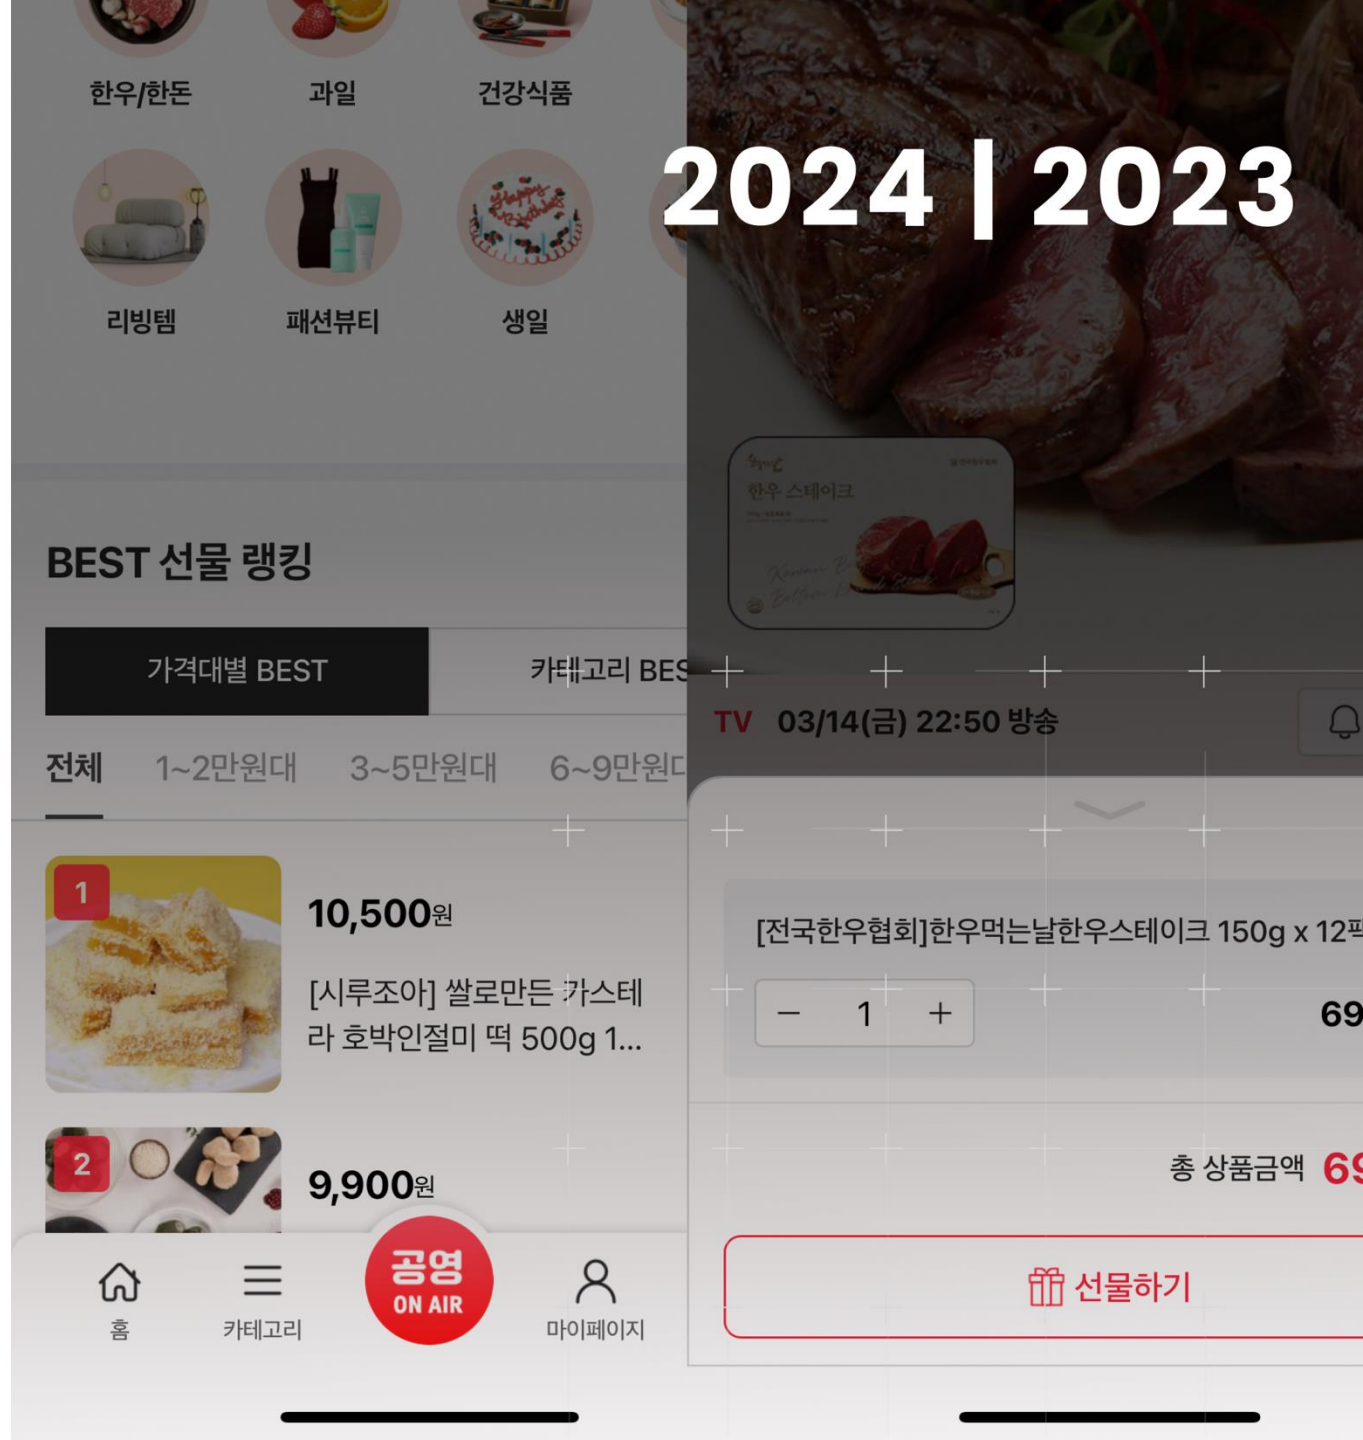 한우/한돈
과일
건강식품
Happy
Birthday
리빙템
패션뷰티
생일
2024 | 2023
한우 스테이크
BEST 선물 랭킹
가격대별 BEST
카테고리 BES
전체
1~2만원대
3~5만원대
6~9만원대
1
10,500원
[시루조아] 쌀로만든 카스테
라 호박인절미 떡 500g 1...
2
9,900원
홈
카테고리
공영
ON AIR
마이페이지
TV 03/14(금) 22:50 방송
[전국한우협회]한우먹는날한우스테이크 150g x 12팩
− 1 +
69
총 상품금액 69
선물하기